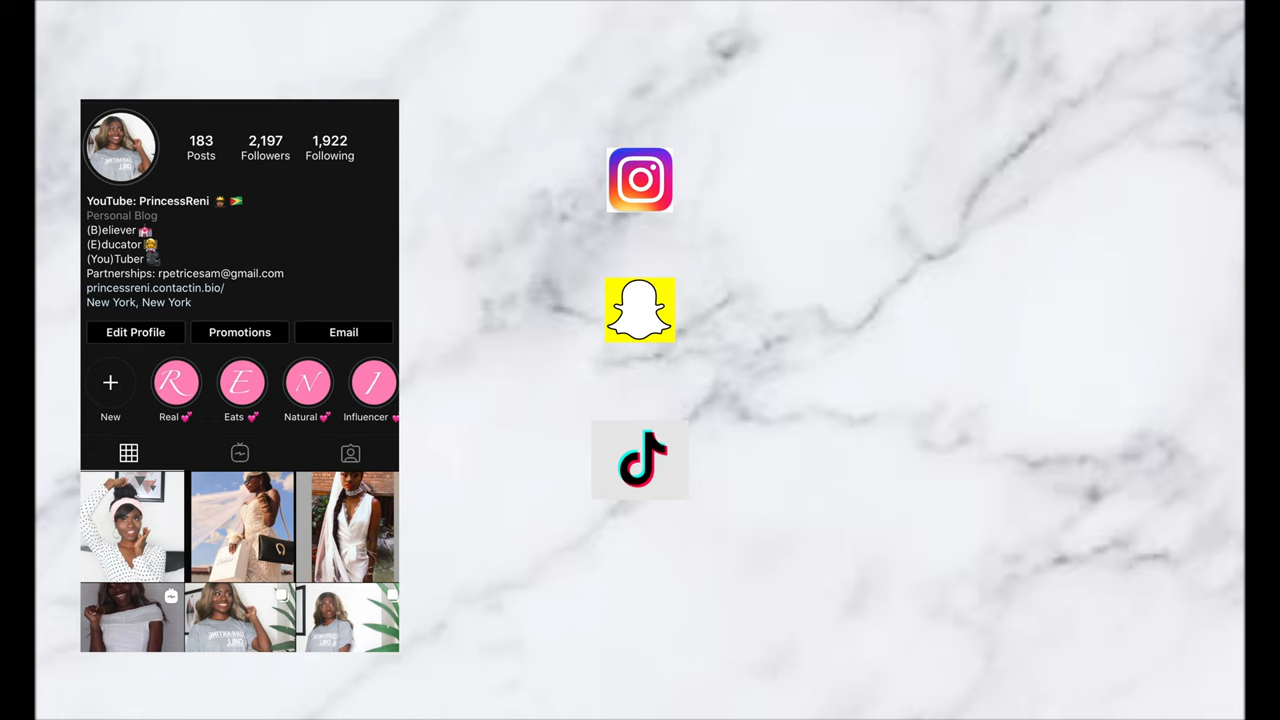 183 2,197 1,922
Posts Followers Following
YouTube: PrincessReni
Personal Blog
(B)eliever
(E)ducator
(You)Tuber
Partnerships: rpetricesam@gmail.com
princessreni.contactin.bio/
New York, New York
Edit Profile Promotions Email
+ R E N I
New Real Eats Natural Influencer